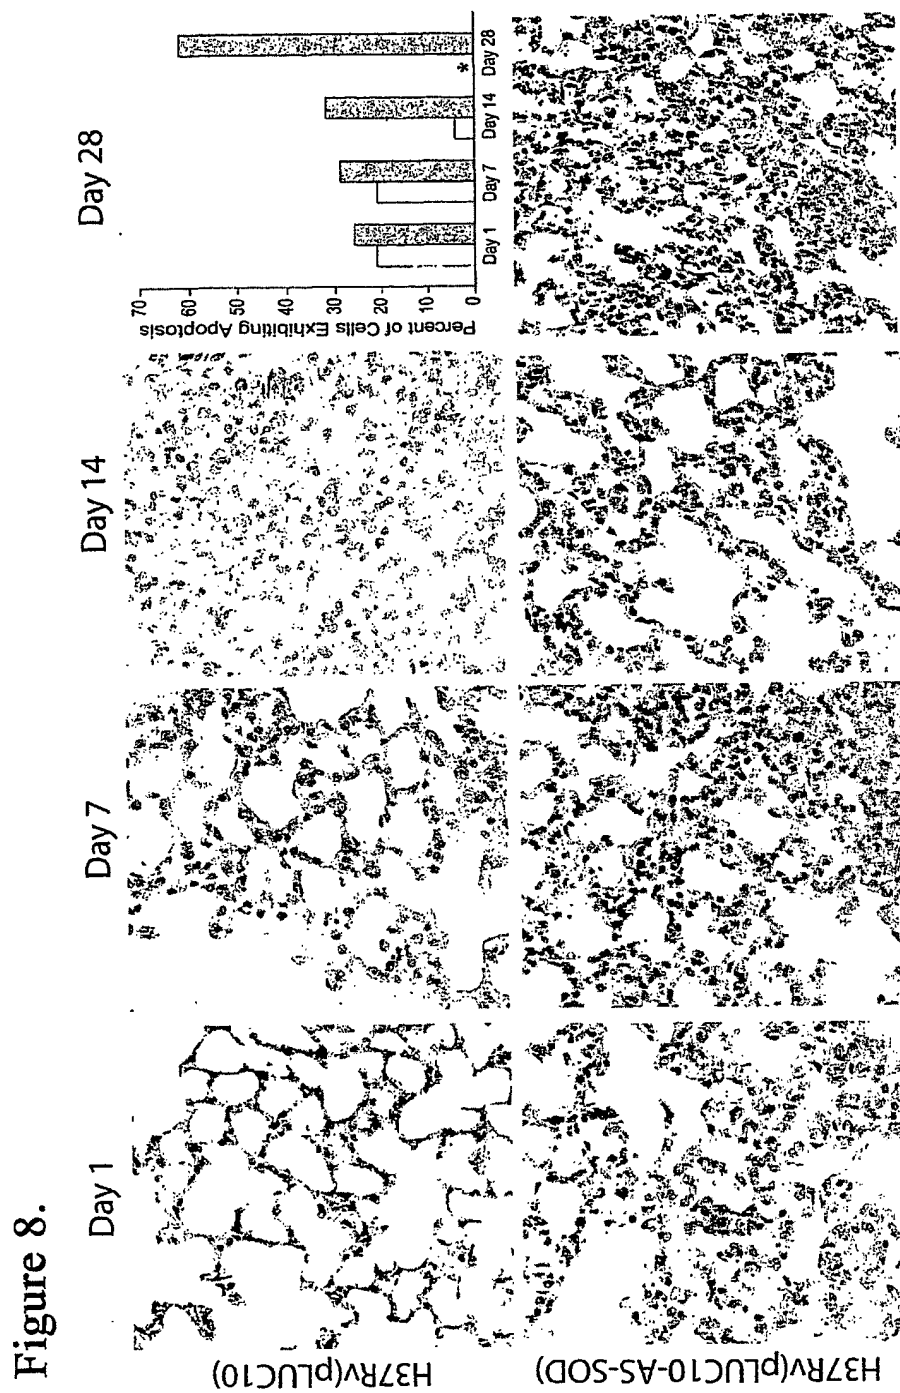 Figure 8.
Day 1
Day 7
Day 14
Day 28
H37Rv(pLUC10)
H37Rv(pLUC10-AS-SOD)
Percent of Cells Exhibiting Apoptosis
70
60
50
40
30
20
10
0
*
Day 1
Day 7
Day 14
Day 28